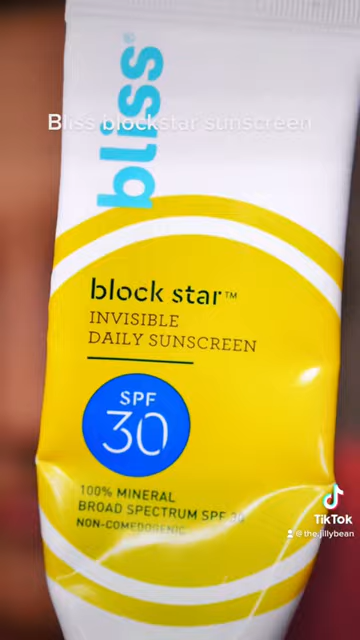 bliss®
Bliss blockstar sunscreen
block star™
INVISIBLE
DAILY SUNSCREEN
SPF
30
100% MINERAL
BROAD SPECTRUM SPF 30
NON-COMEDOGENIC
TikTok
@the.jillybean